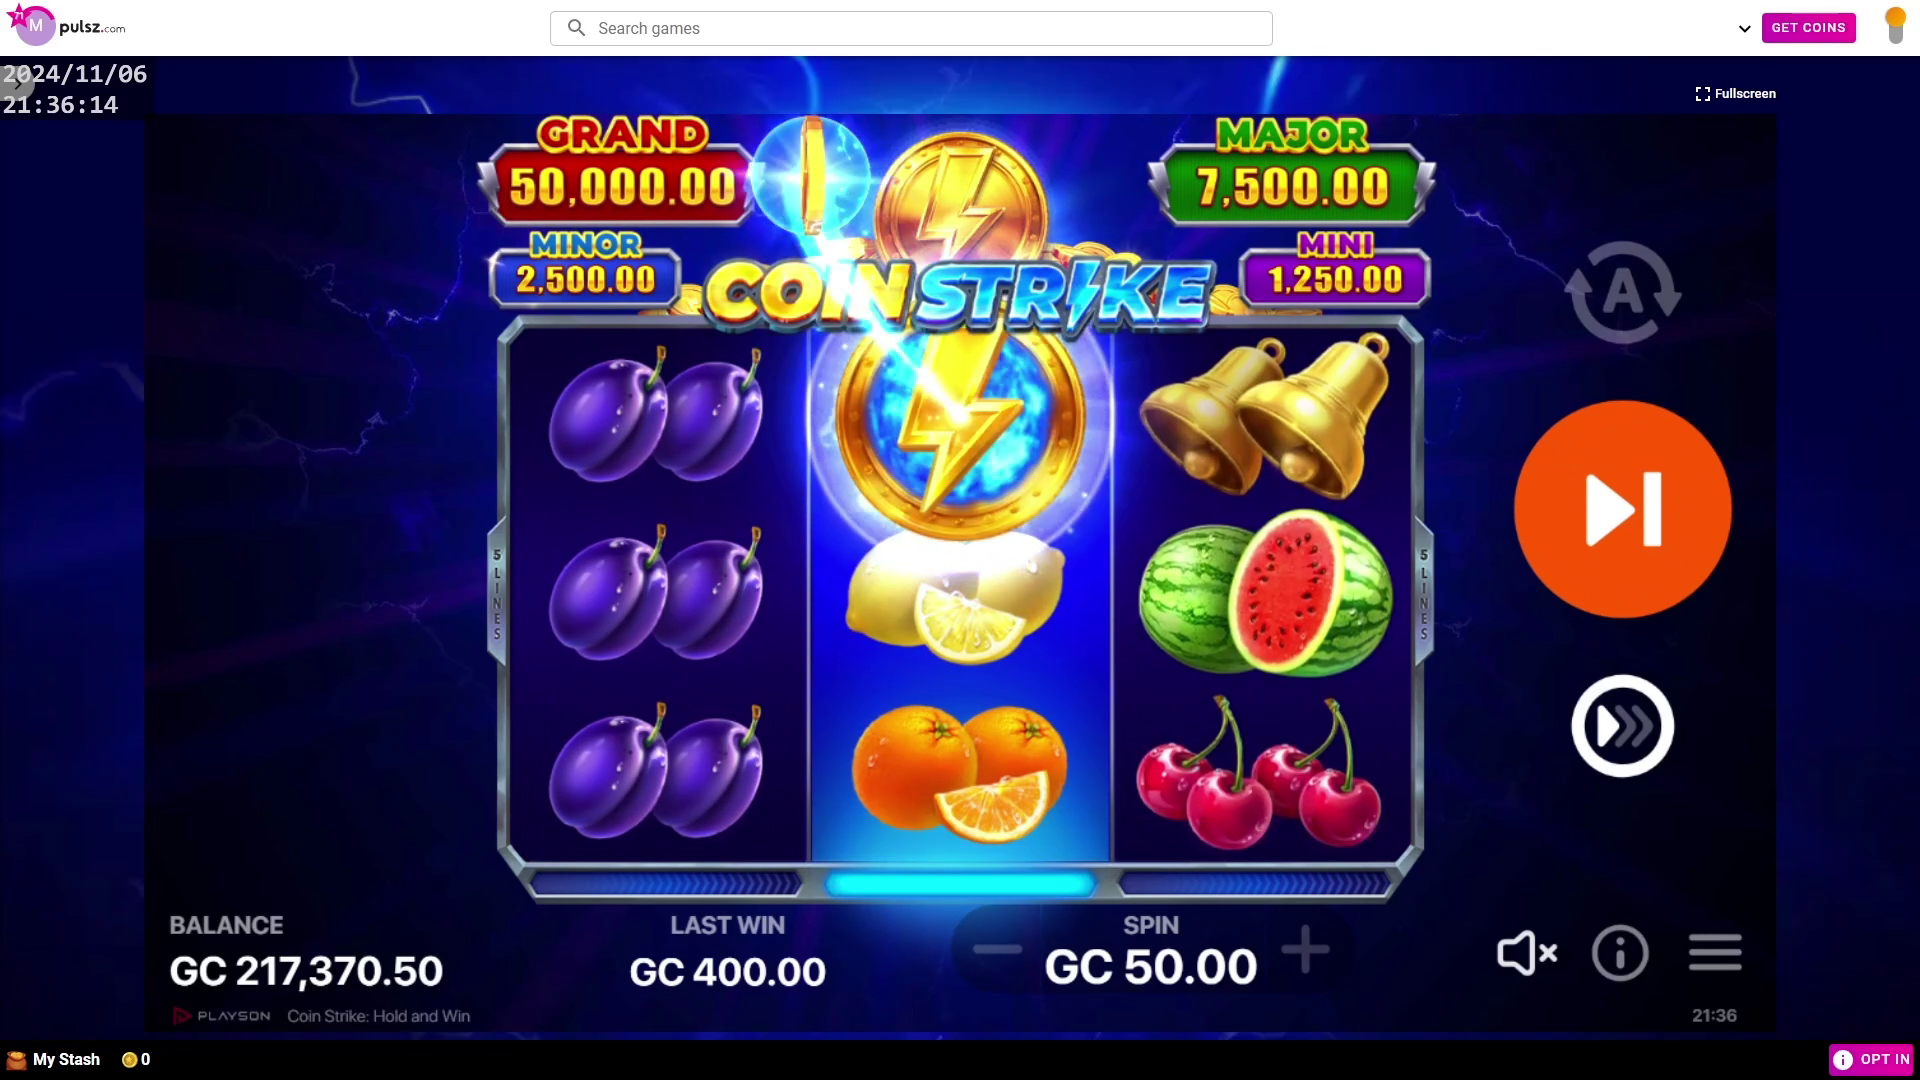 71
M
pulsz.com
Search games
GET COINS
2024/11/06
21:36:14
Fullscreen
GRAND
50,000.00
MAJOR
7,500.00
MINOR
2,500.00
MINI
1,250.00
COIN STRIKE
A
5 LINES
5 LINES
BALANCE
GC 217,370.50
LAST WIN
GC 400.00
SPIN
GC 50.00
PLAYSON
Coin Strike: Hold and Win
21:36
My Stash
0
OPT IN